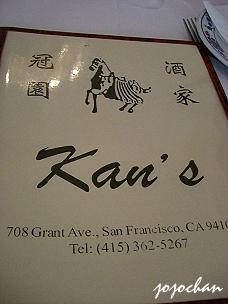 冠園 酒家
Kan's
708 Grant Ave., San Francisco, CA 9410
Tel: (415) 362-5267
jojochan